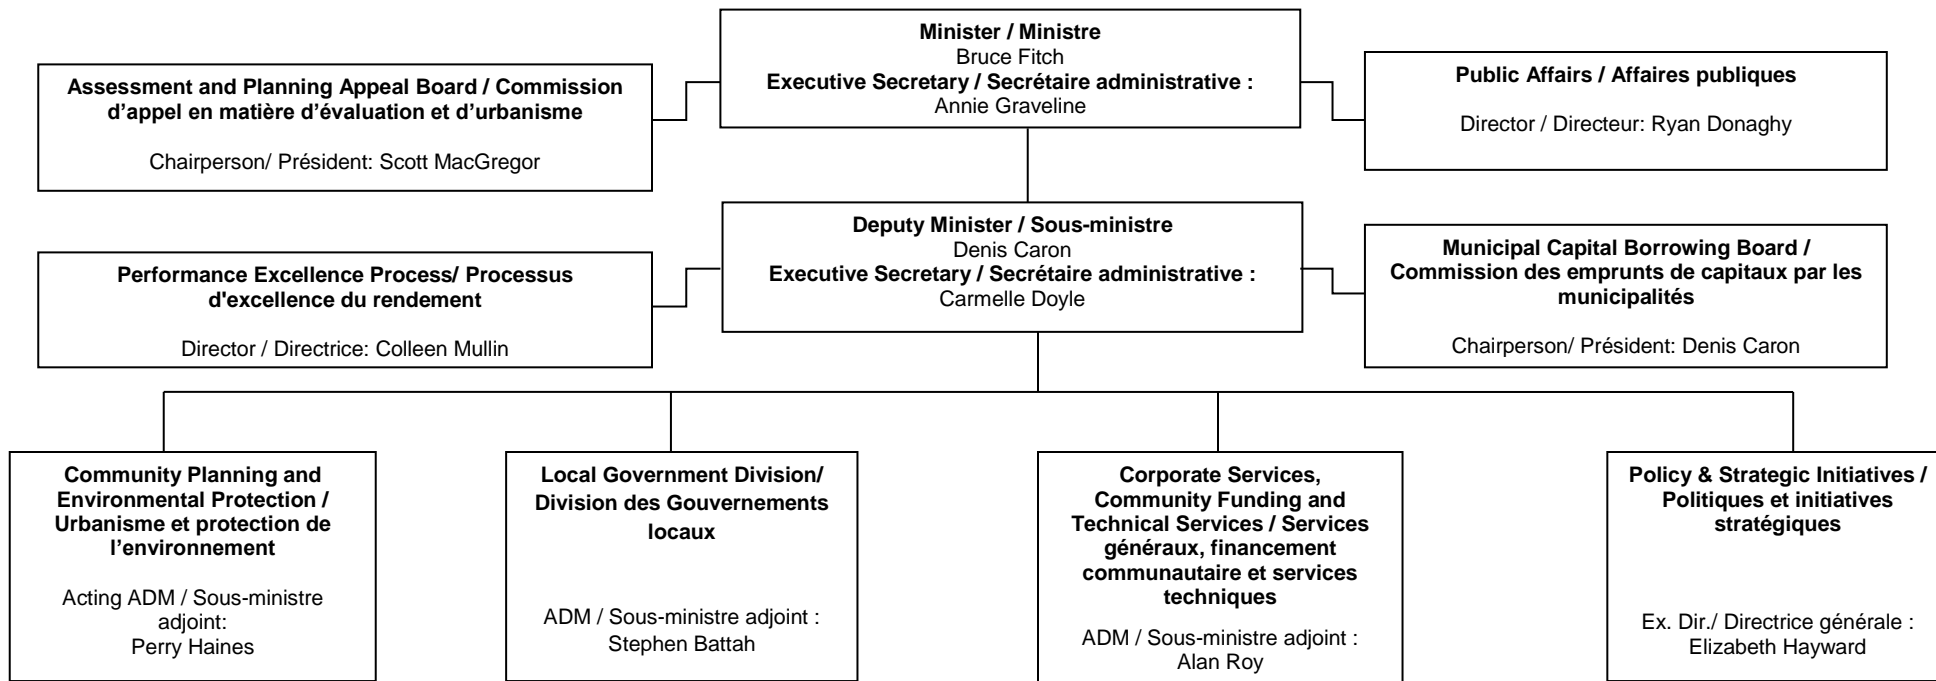 Minister / Ministre
Bruce Fitch
Executive Secretary / Secrétaire administrative :
Annie Graveline
Assessment and Planning Appeal Board / Commission
d’appel en matière d’évaluation et d’urbanisme
Chairperson/ Président: Scott MacGregor
Public Affairs / Affaires publiques
Director / Directeur: Ryan Donaghy
Deputy Minister / Sous-ministre
Denis Caron
Executive Secretary / Secrétaire administrative :
Carmelle Doyle
Performance Excellence Process/ Processus
d'excellence du rendement
Director / Directrice: Colleen Mullin
Municipal Capital Borrowing Board /
Commission des emprunts de capitaux par les
municipalités
Chairperson/ Président: Denis Caron
Community Planning and
Environmental Protection /
Urbanisme et protection de
l’environnement
Acting ADM / Sous-ministre
adjoint:
Perry Haines
Local Government Division/
Division des Gouvernements
locaux
ADM / Sous-ministre adjoint :
Stephen Battah
Corporate Services,
Community Funding and
Technical Services / Services
généraux, financement
communautaire et services
techniques
ADM / Sous-ministre adjoint :
Alan Roy
Policy & Strategic Initiatives /
Politiques et initiatives
stratégiques
Ex. Dir./ Directrice générale :
Elizabeth Hayward